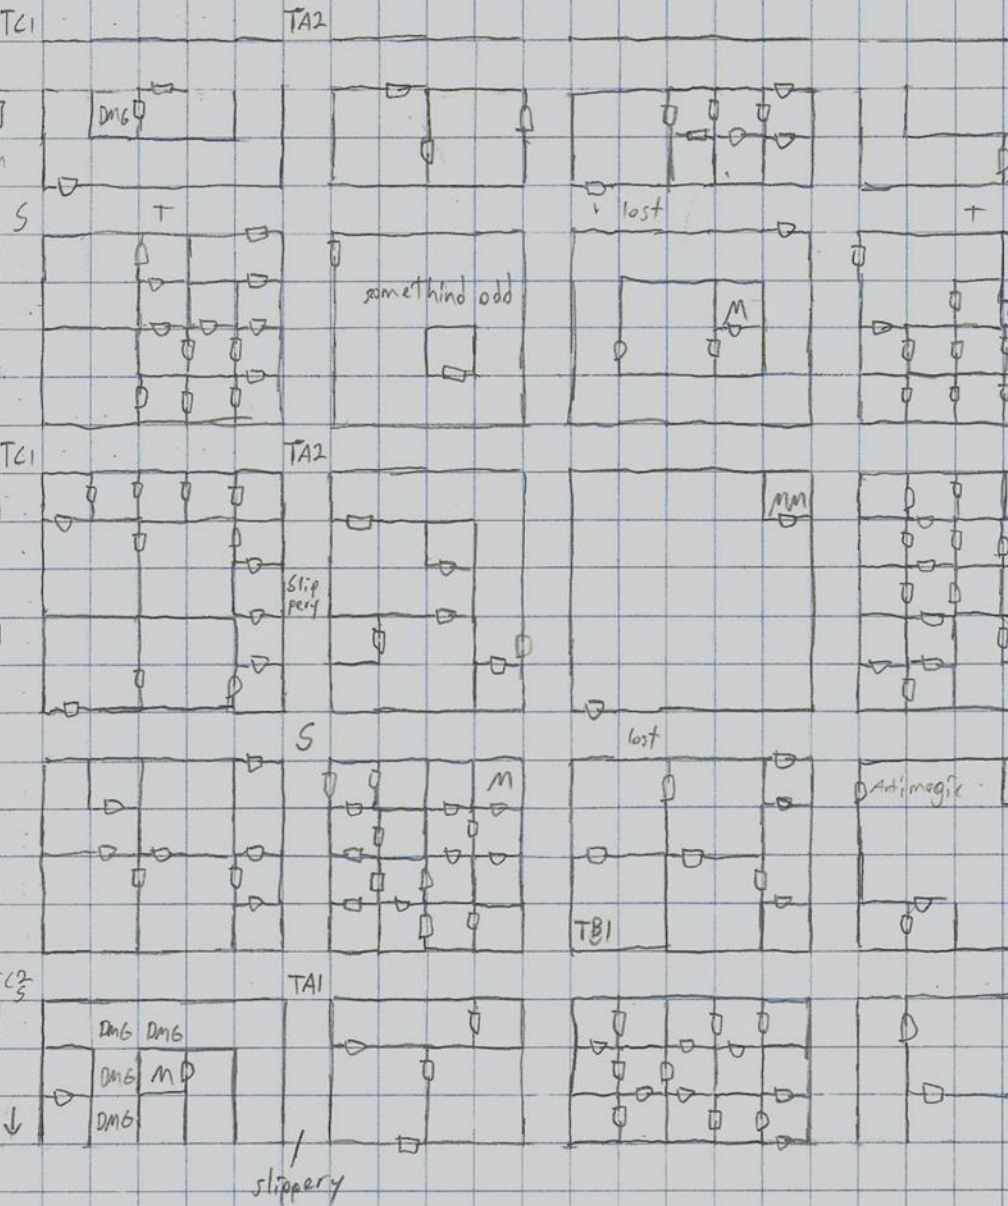 TC1 TA2
DMG
S T lost T
somethind odd
M
TC1 TA2
MM
Slip
pery
S lost
M Antimagic
TB1
TC2 TA1
S
DMG DMG
DMG M
DMG
↓
slippery